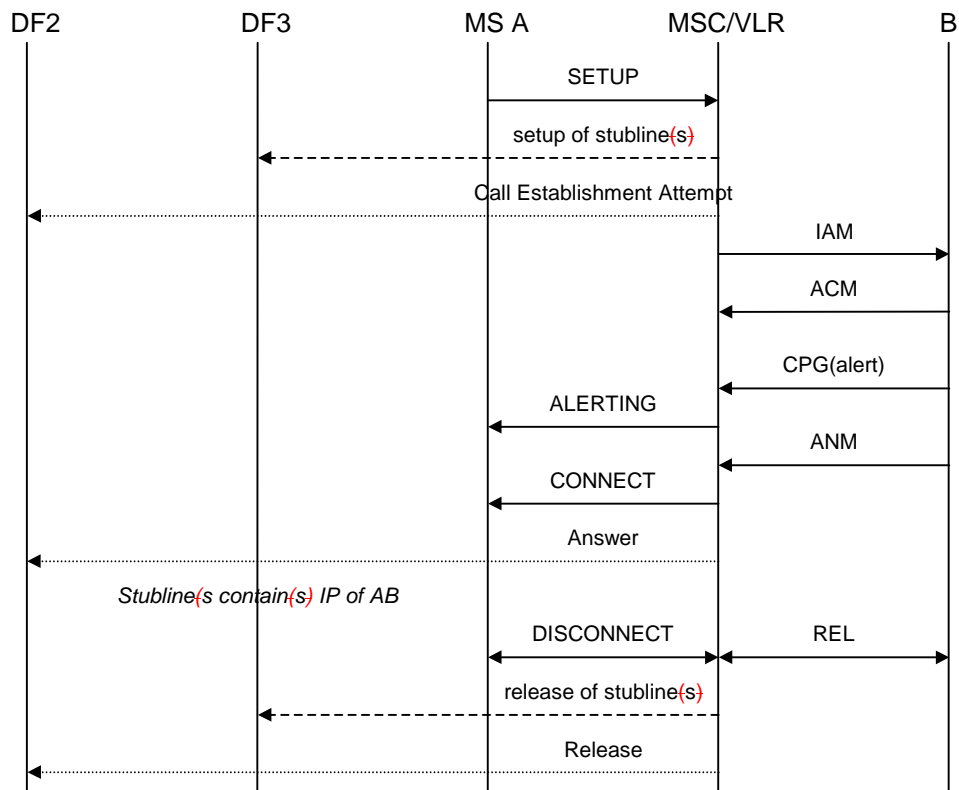 DF2 DF3 MS A MSC/VLR B
SETUP
setup of stubline(s)
Call Establishment Attempt
IAM
ACM
CPG(alert)
ALERTING
ANM
CONNECT
Answer
Stubline(s contain(s) IP of AB
DISCONNECT REL
release of stubline(s)
Release